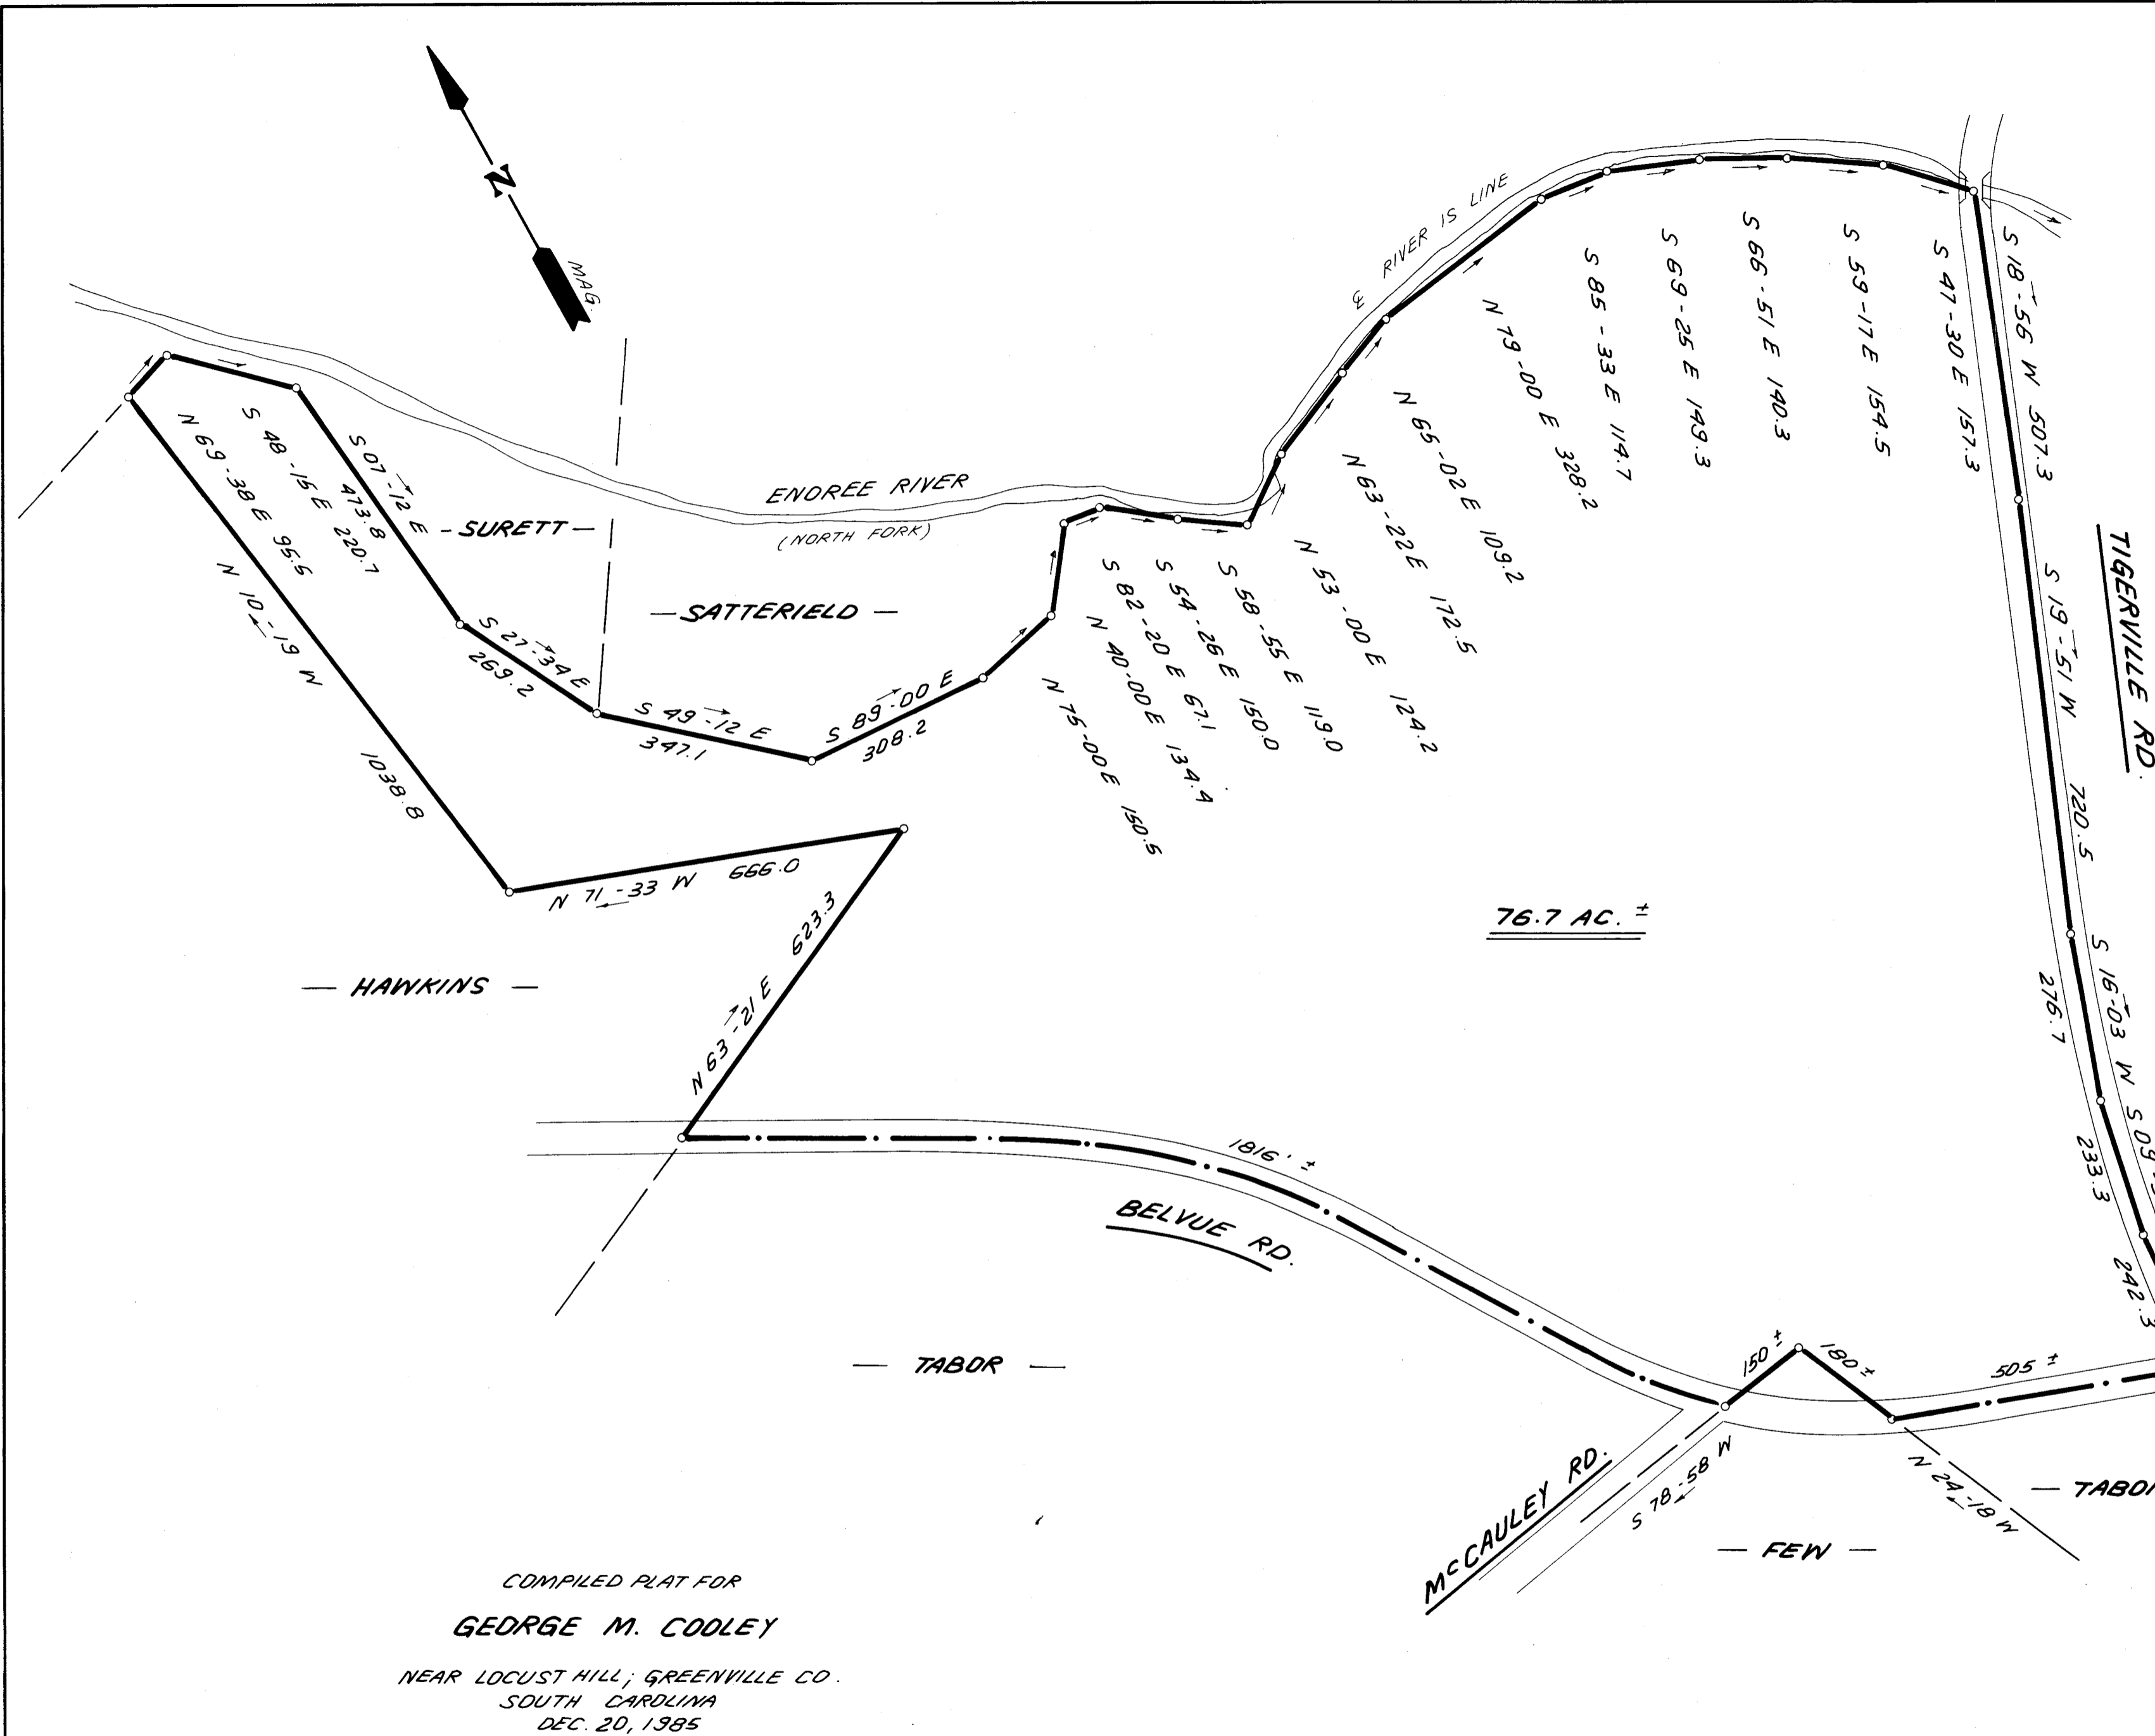 N
MAG.
RIVER IS LINE
ENOREE RIVER
(NORTH FORK)
- SURETT -
- SATTERIELD -
N 69-38 E 95.5
S 48-15 E 220.7
S 07-12 E
473.8
S 27-34 E
269.2
S 49-12 E
347.1
S 89-00 E
308.2
N 75-00 E 150.5
N 40-00 E 134.4
S 82-20 E 67.1
S 54-26 E 150.0
S 58-55 E 119.0
N 53-00 E 124.2
N 63-22 E 172.5
N 65-02 E 109.2
N 79-00 E 328.2
S 85-33 E 114.7
S 69-25 E 149.3
S 66-51 E 140.3
S 59-17 E 154.5
S 47-30 E 157.3
S 18-56 W 507.3
S 19-51 W 720.5
S 16-03 W
276.7
S 09
233.3
242.3
TIGERVILLE RD.
N 10-19 W
1038.8
N 71-33 W 666.0
N 63-21 E 623.3
76.7 AC. ±
- HAWKINS -
1816' ±
BELVUE RD.
- TABOR -
150 ±
180 ±
505 ±
McCAULEY RD.
S 78-58 W
N 24-18 W
- FEW -
- TABO
COMPILED PLAT FOR
GEORGE M. COOLEY
NEAR LOCUST HILL; GREENVILLE CO.
SOUTH CAROLINA
DEC. 20, 1985